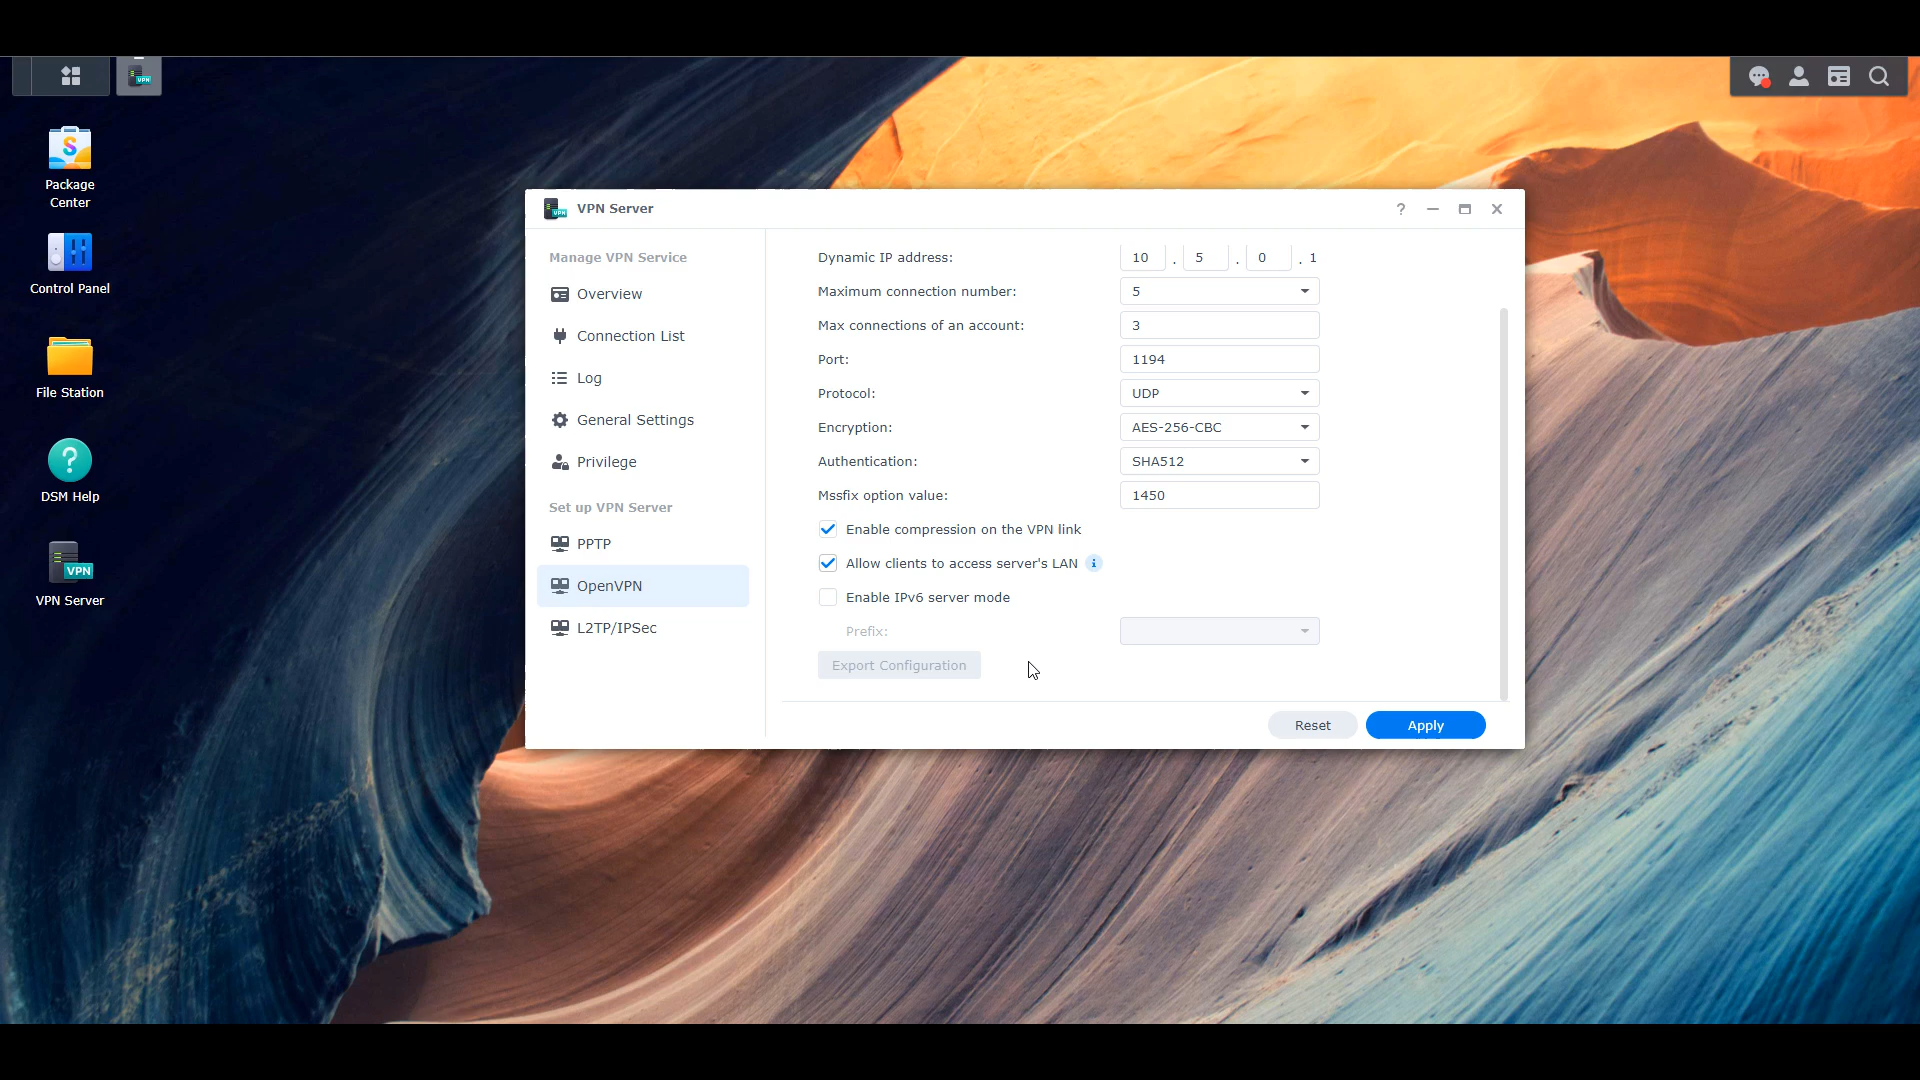 VPN
Package
Center
Control Panel
File Station
?
DSM Help
VPN
VPN Server
VPN
VPN Server
?
Manage VPN Service
Overview
Connection List
Log
General Settings
Privilege
Set up VPN Server
PPTP
OpenVPN
L2TP/IPSec
Dynamic IP address: 10 . 5 . 0 . 1
Maximum connection number: 5
Max connections of an account: 3
Port: 1194
Protocol: UDP
Encryption: AES-256-CBC
Authentication: SHA512
Mssfix option value: 1450
Enable compression on the VPN link
Allow clients to access server's LAN i
Enable IPv6 server mode
Prefix:
Export Configuration
Reset Apply